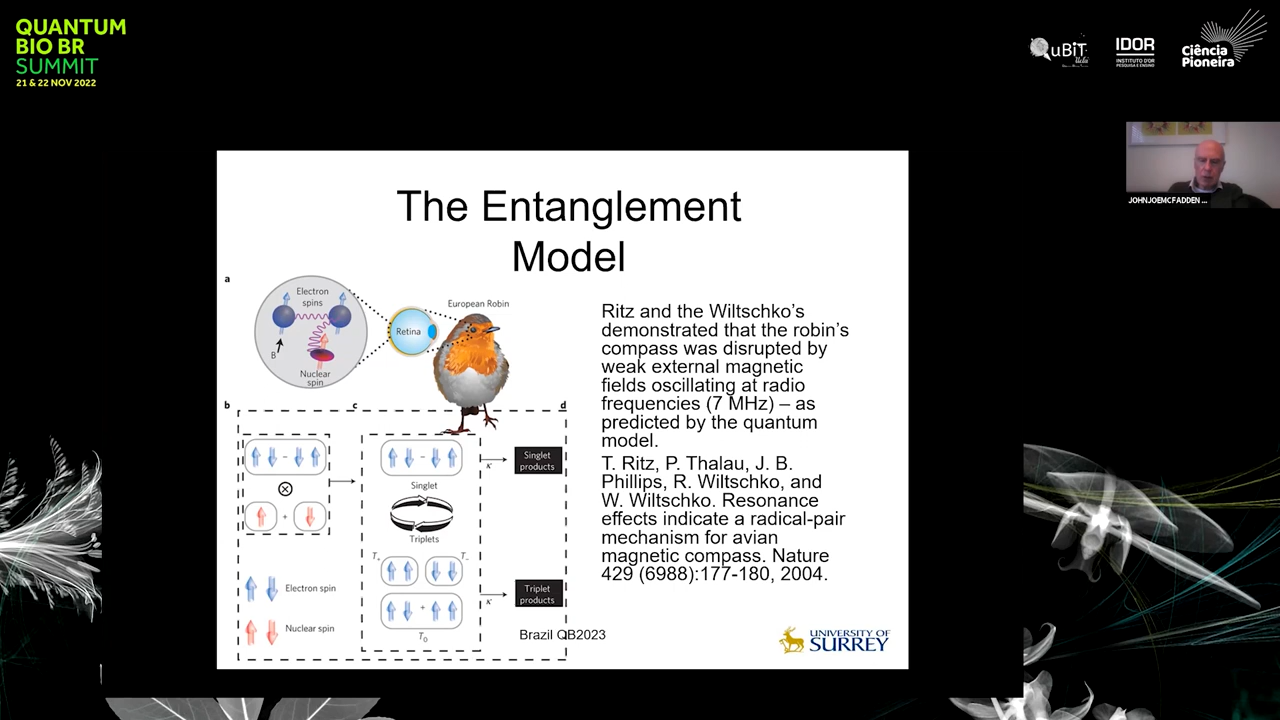 QUANTUM
BIO BR
SUMMIT
21 & 22 NOV 2022
QuBiT
IDOR
INSTITUTO D'OR
PESQUISA E ENSINO
Ciência
Pioneira
JOHNJOEMCFADDEN ...
The Entanglement
Model
a
Electron
spins
B
Nuclear
spin
Retina
European Robin
b
c
d
Singlet
κ
Singlet
products
Triplets
T+
T−
T0
κ
Triplet
products
Electron spin
Nuclear spin
Ritz and the Wiltschko’s
demonstrated that the robin’s
compass was disrupted by
weak external magnetic
fields oscillating at radio
frequencies (7 MHz) – as
predicted by the quantum
model.
T. Ritz, P. Thalau, J. B.
Phillips, R. Wiltschko, and
W. Wiltschko. Resonance
effects indicate a radical-pair
mechanism for avian
magnetic compass. Nature
429 (6988):177-180, 2004.
Brazil QB2023
UNIVERSITY OF
SURREY